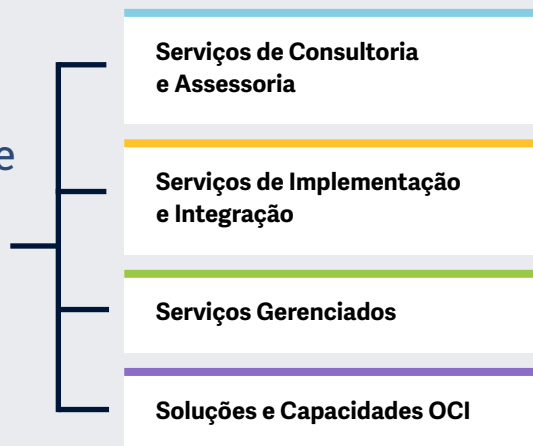 Serviços de Consultoria
e Assessoria
e
Serviços de Implementação
e Integração
Serviços Gerenciados
Soluções e Capacidades OCI